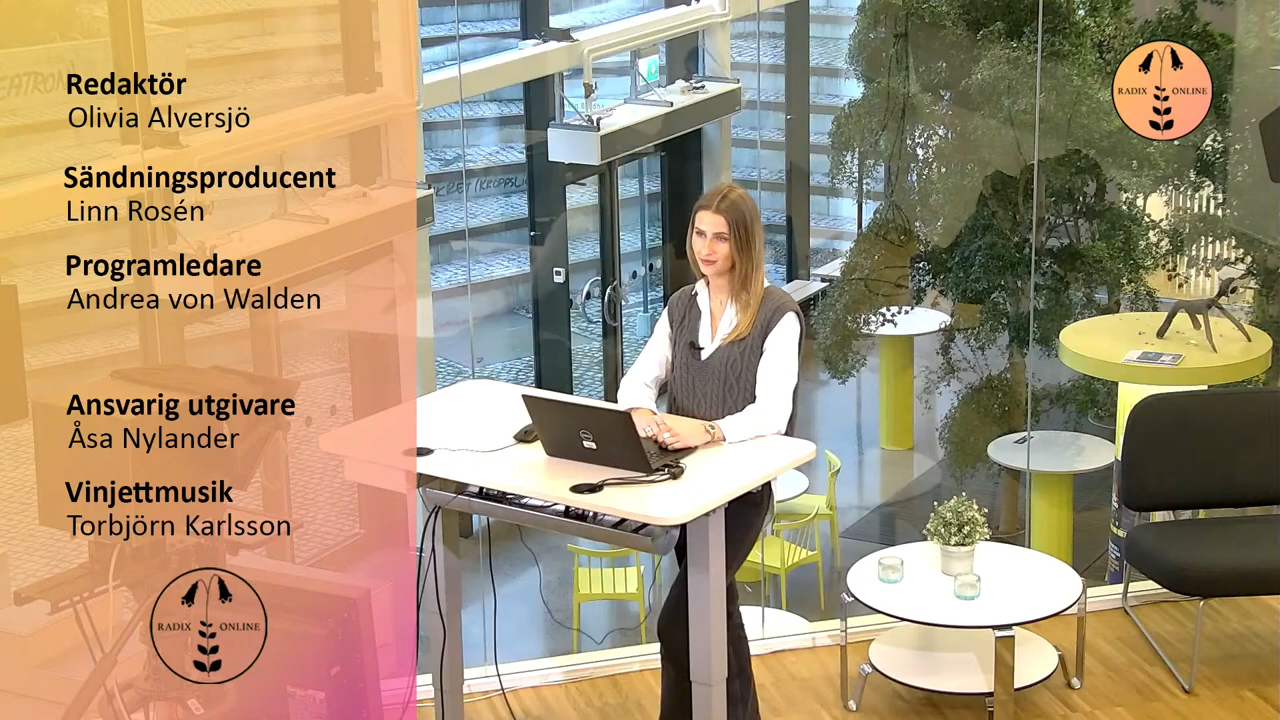 Redaktör
Olivia Alversjö
Sändningsproducent
Linn Rosén
Programledare
Andrea von Walden
Ansvarig utgivare
Åsa Nylander
Vinjettmusik
Torbjörn Karlsson
RADIX ONLINE
RADIX ONLINE
DELL